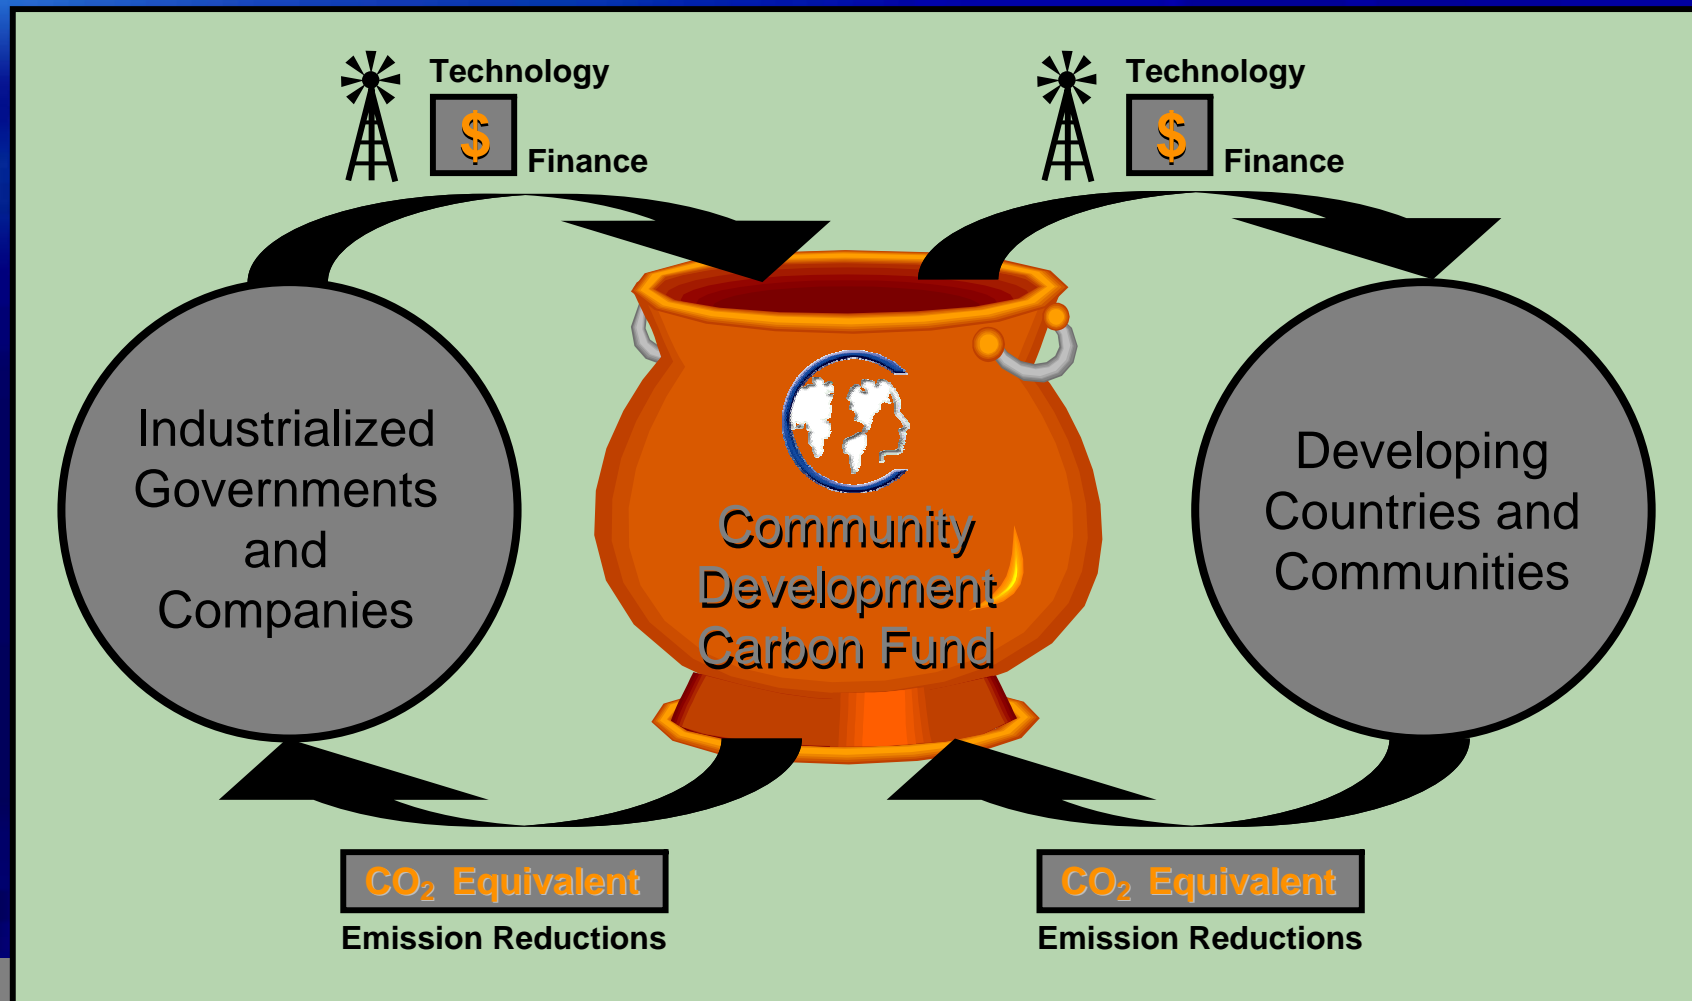 Technology
$
Finance
Technology
$
Finance
Industrialized
Governments
and
Companies
Community
Development
Carbon Fund
Developing
Countries and
Communities
CO₂ Equivalent
Emission Reductions
CO₂ Equivalent
Emission Reductions